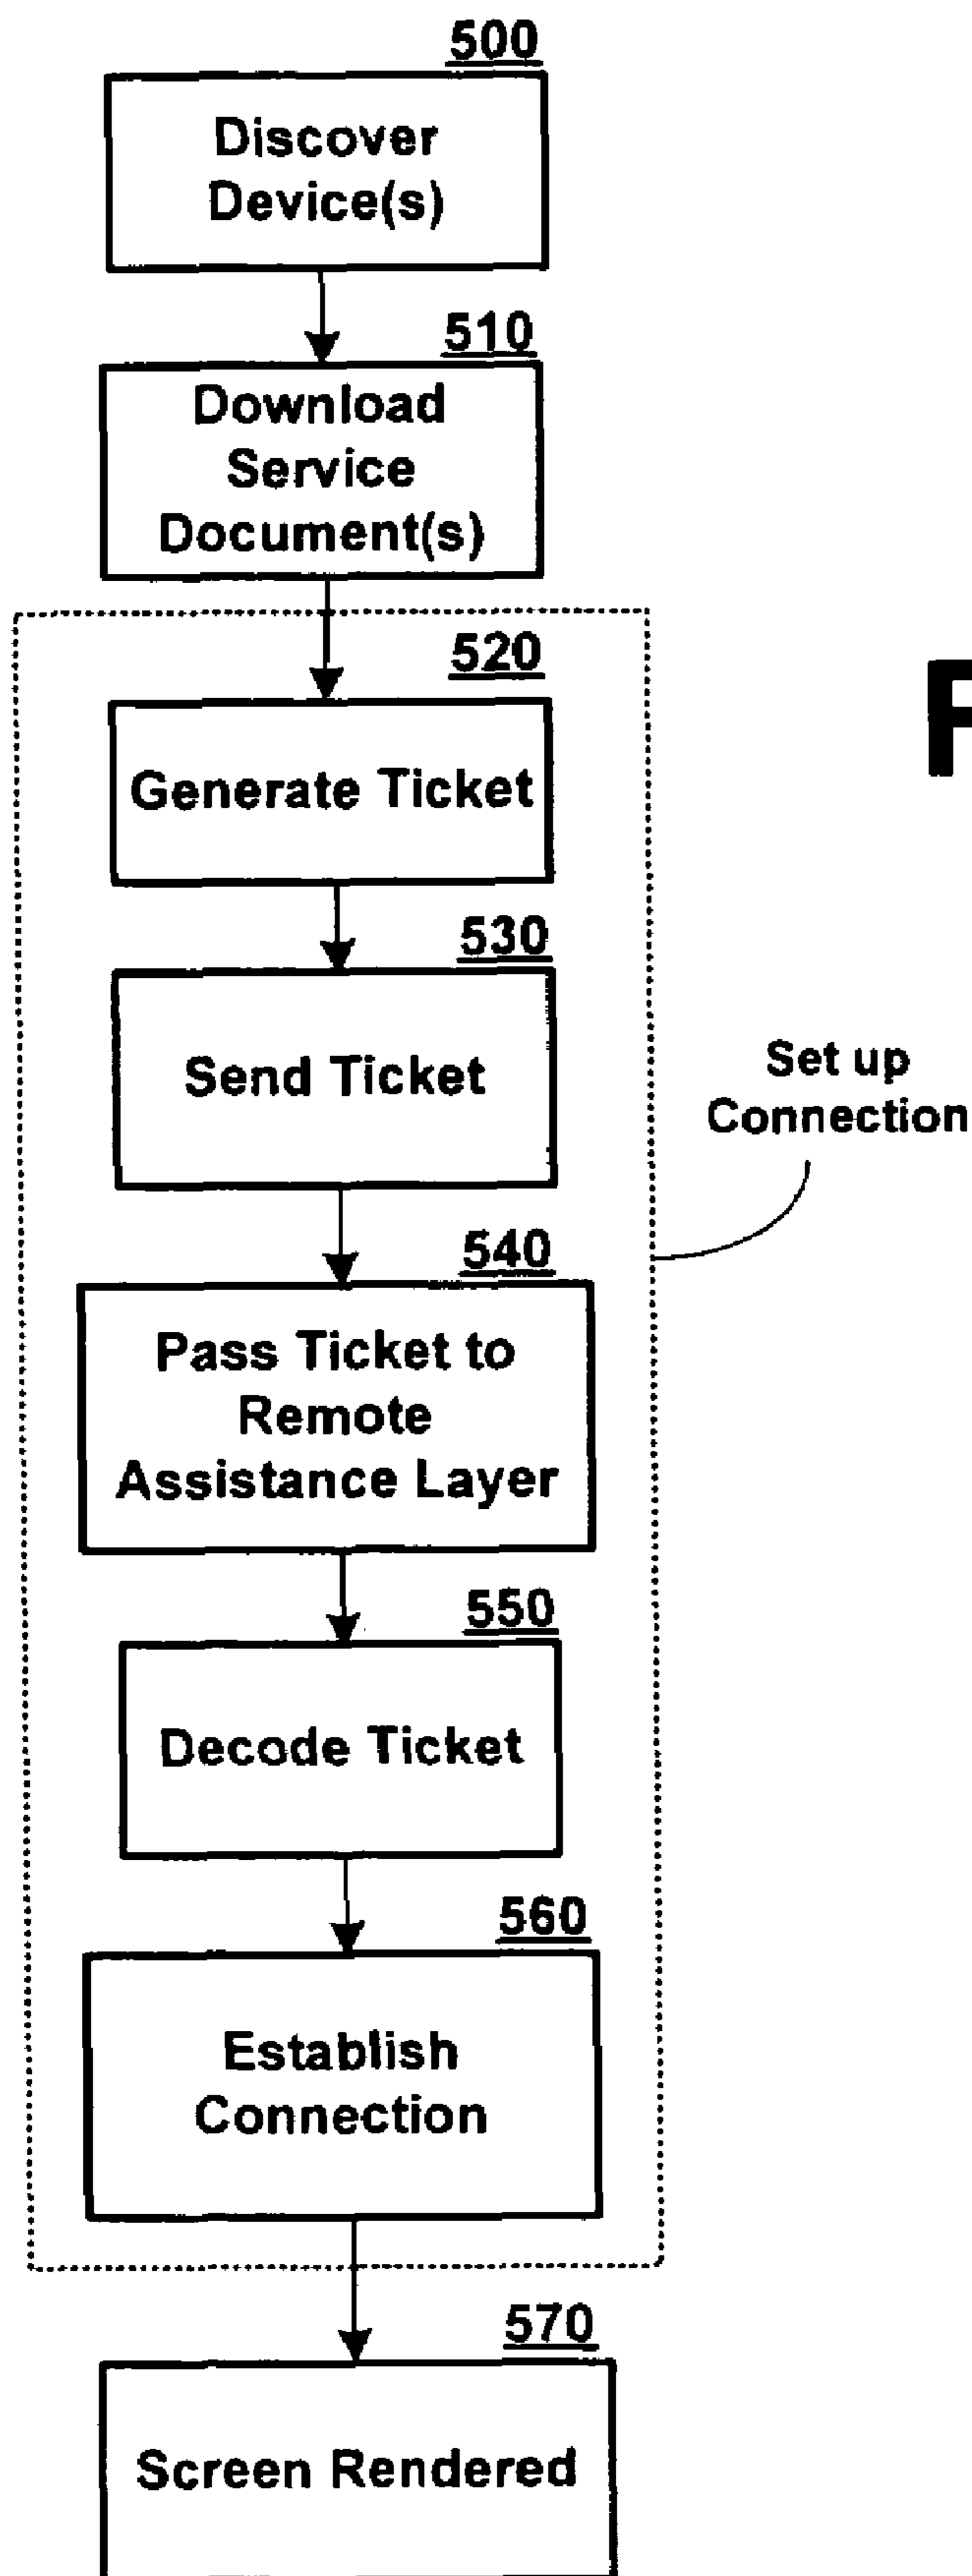 500
Discover
Device(s)
510
Download
Service
Document(s)
520
Generate Ticket
530
Send Ticket
Set up
Connection
540
Pass Ticket to
Remote
Assistance Layer
550
Decode Ticket
560
Establish
Connection
570
Screen Rendered